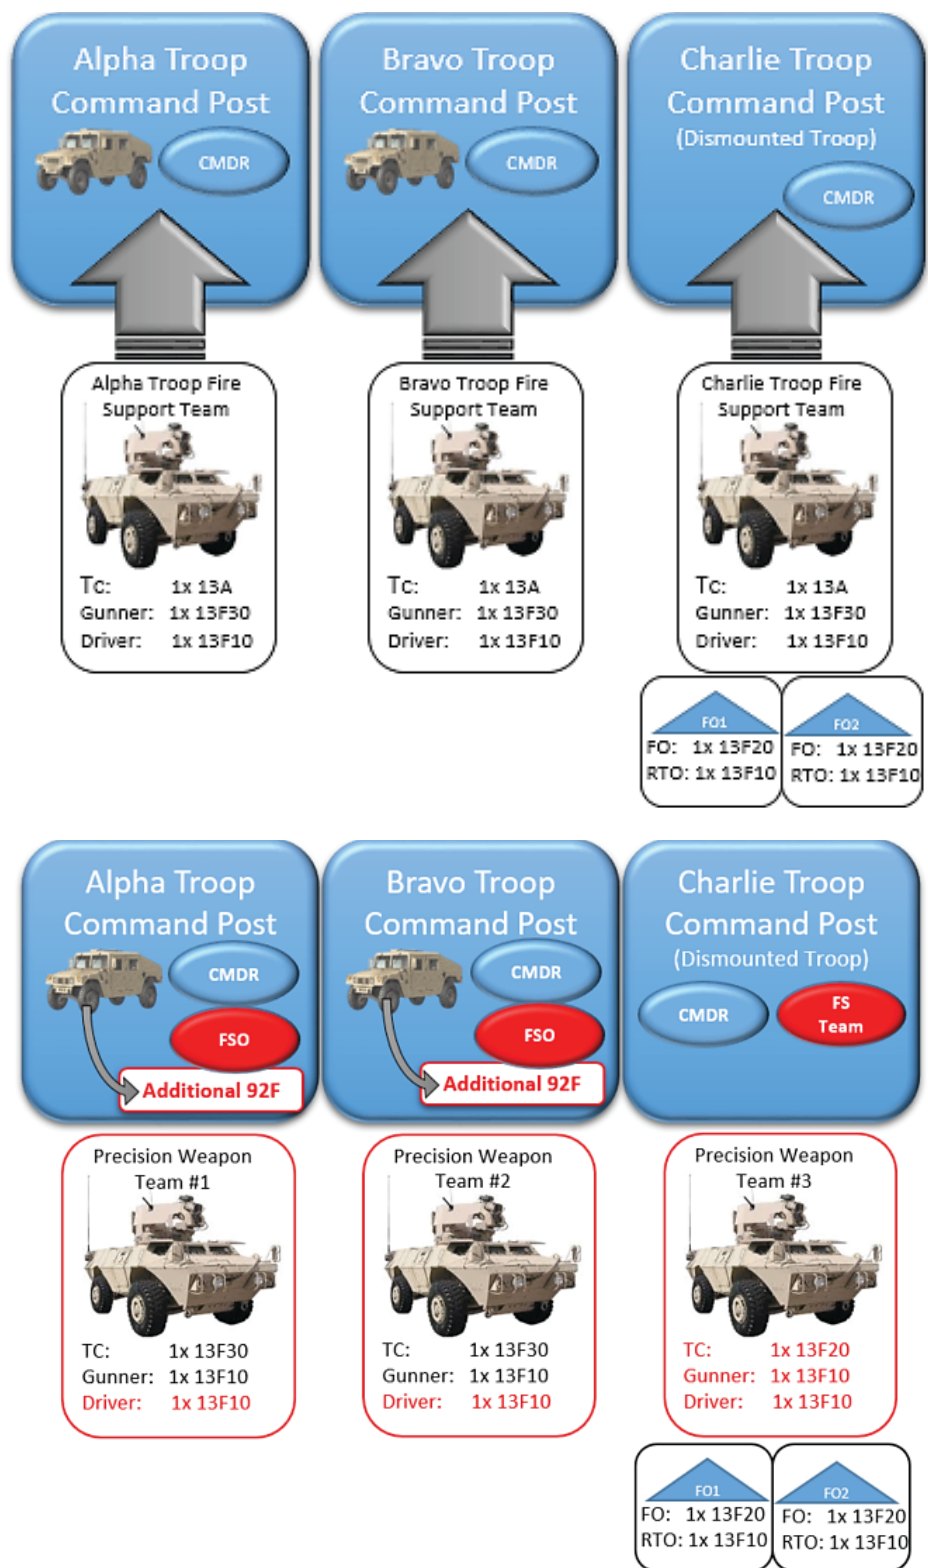 Alpha Troop
Command Post
CMDR
Bravo Troop
Command Post
CMDR
Charlie Troop
Command Post
(Dismounted Troop)
CMDR
Alpha Troop Fire
Support Team
Tc: 1x 13A
Gunner: 1x 13F30
Driver: 1x 13F10
Bravo Troop Fire
Support Team
Tc: 1x 13A
Gunner: 1x 13F30
Driver: 1x 13F10
Charlie Troop Fire
Support Team
Tc: 1x 13A
Gunner: 1x 13F30
Driver: 1x 13F10
FO1
FO: 1x 13F20
RTO: 1x 13F10
FO2
FO: 1x 13F20
RTO: 1x 13F10
Alpha Troop
Command Post
CMDR
FSO
Additional 92F
Bravo Troop
Command Post
CMDR
FSO
Additional 92F
Charlie Troop
Command Post
(Dismounted Troop)
CMDR
FS
Team
Precision Weapon
Team #1
TC: 1x 13F30
Gunner: 1x 13F10
Driver: 1x 13F10
Precision Weapon
Team #2
TC: 1x 13F30
Gunner: 1x 13F10
Driver: 1x 13F10
Precision Weapon
Team #3
TC: 1x 13F20
Gunner: 1x 13F10
Driver: 1x 13F10
FO1
FO: 1x 13F20
RTO: 1x 13F10
FO2
FO: 1x 13F20
RTO: 1x 13F10